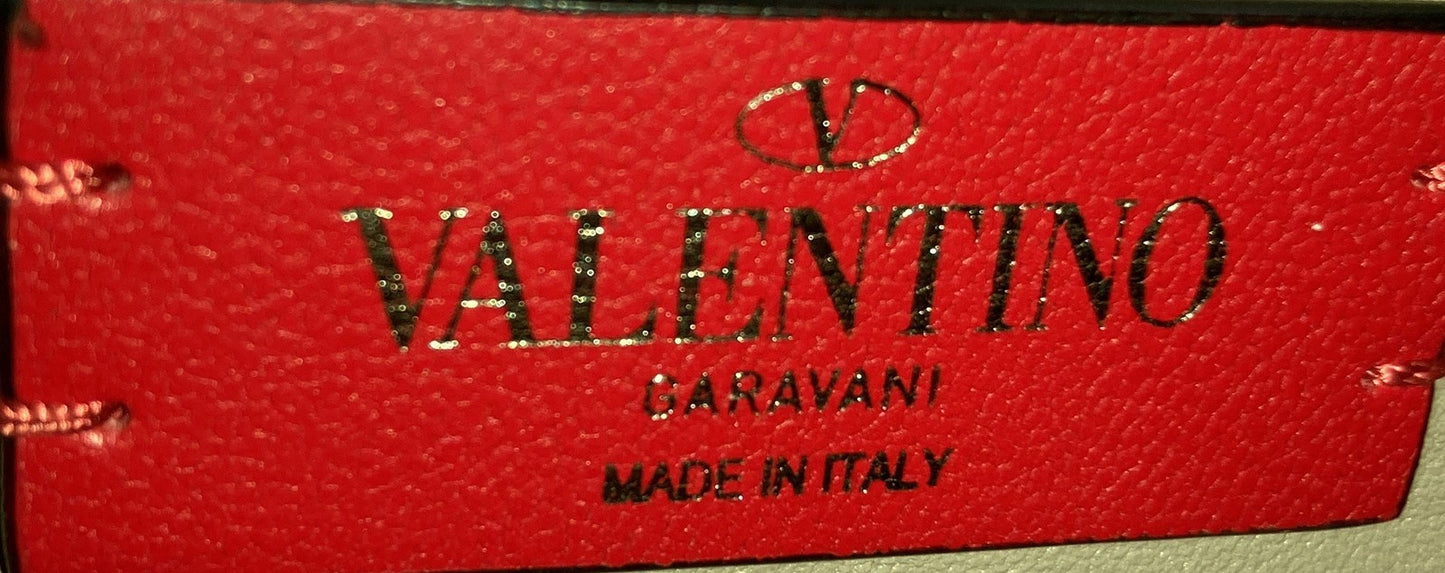 V
VALENTINO
GARAVANI
MADE IN ITALY